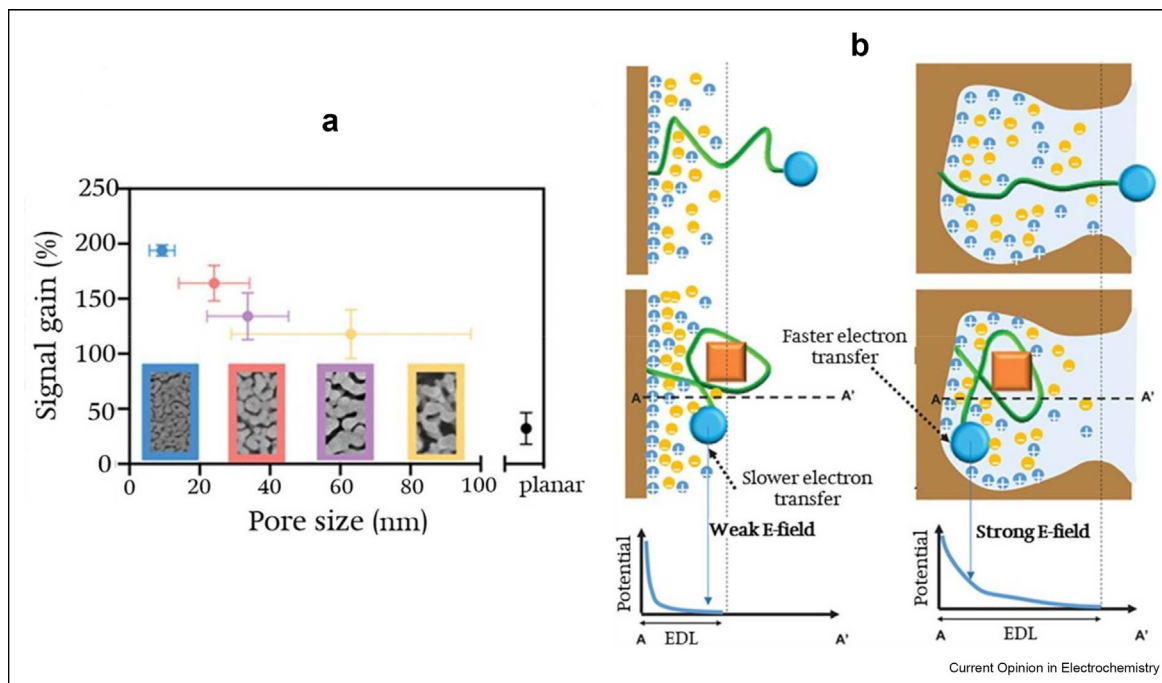 a
250
200
150
100
50
0
Signal gain (%)
0
20
40
60
80
100
planar
Pore size (nm)
b
Faster electron
transfer
A
A'
A
A'
Slower electron
transfer
Weak E-field
Strong E-field
Potential
Potential
A
EDL
A'
A
EDL
A'
Current Opinion in Electrochemistry